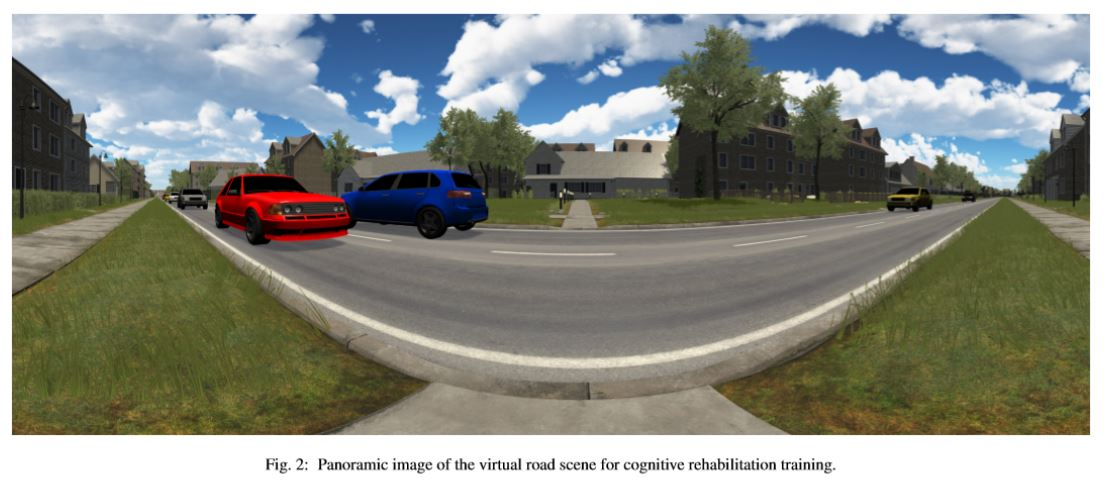 Fig. 2: Panoramic image of the virtual road scene for cognitive rehabilitation training.